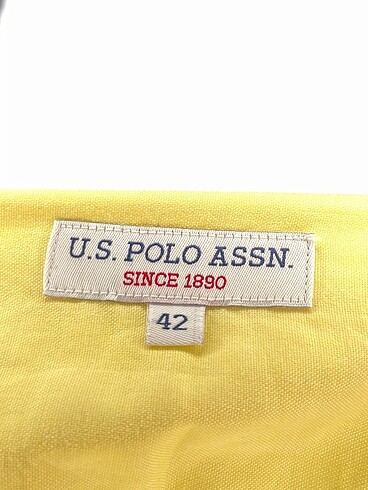 U.S. POLO ASSN.
SINCE 1890
42